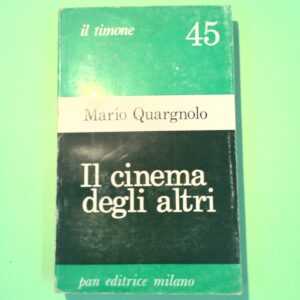 il timone
45
Mario Quargnolo
Il cinema
degli altri
pan editrice milano